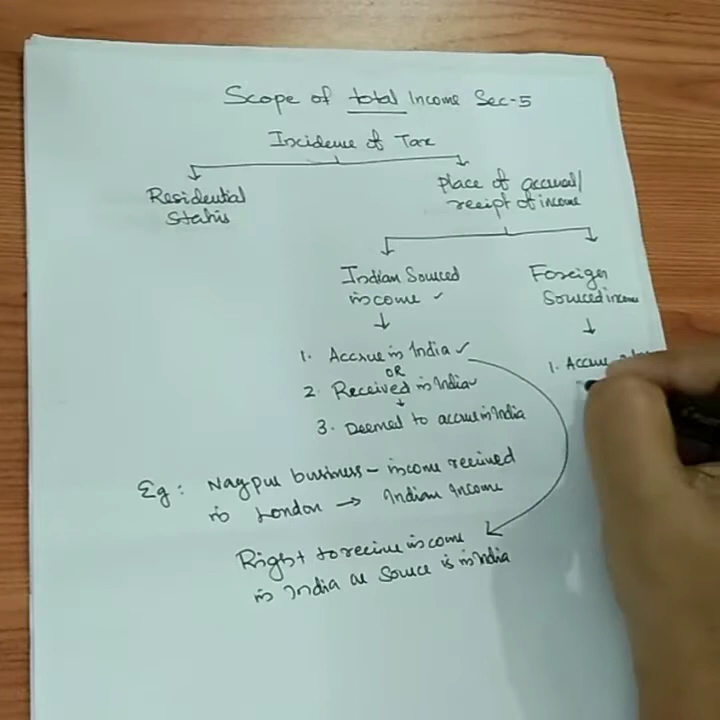 Scope of total Income Sec-5
Incidence of Tax
Residential
Status
Place of accrual/
receipt of income
Indian Sourced
income ✓
Foreign
Sourced income
1. Accrue in India ✓
OR
2. Received in India ✓
3. Deemed to accrue in India
1. Accrue
Eg: Nagpur business - income received
in London → Indian Income
Right to receive income
in India as Source is in India